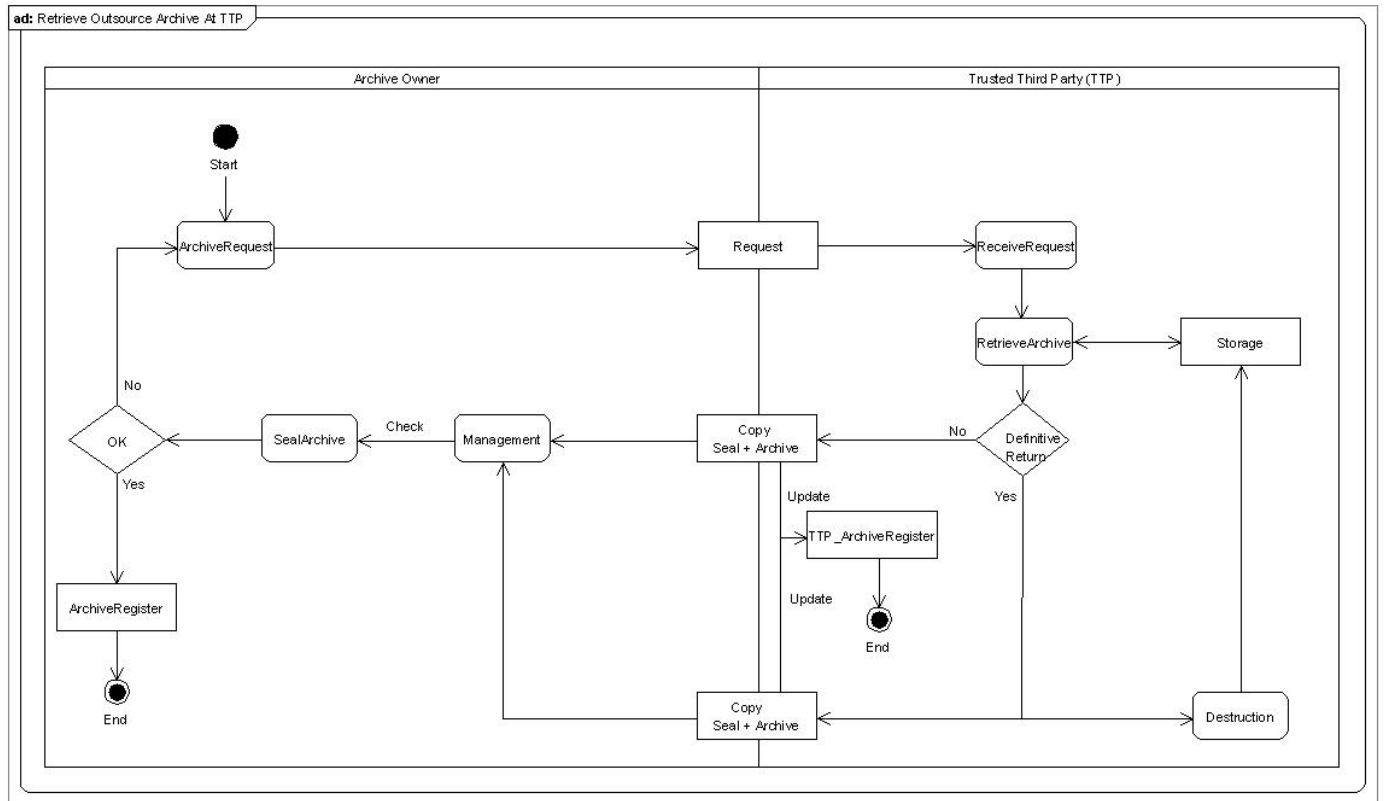 ad: Retrieve Outsource Archive At TTP
Archive Owner
Trusted Third Party (TTP)
Start
ArchiveRequest
Request
ReceiveRequest
RetrieveArchive
Storage
No
OK
SealArchive
Check
Management
Copy
Seal + Archive
No
Definitive
Return
Yes
Yes
Update
TTP_ArchiveRegister
ArchiveRegister
Update
End
End
Copy
Seal + Archive
Destruction